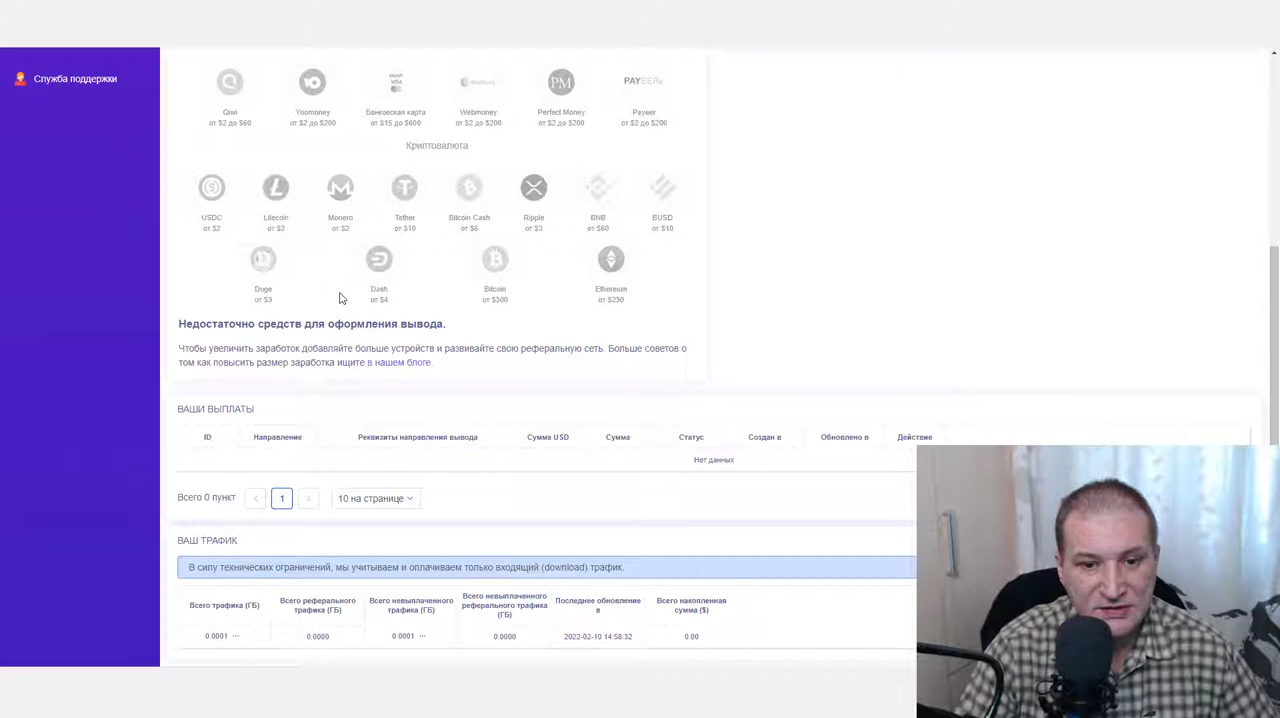 Служба поддержки
Qiwi
Yoomoney
Банковская карта
Webmoney
Perfect Money
Payeer
от $2 до $60
от $2 до $200
от $15 до $600
от $2 до $200
от $2 до $200
от $2 до $200
PM
PAYEER
VISA
Криптовалюта
USDC
Litecoin
Monero
Tether
Bitcoin Cash
Ripple
BNB
BUSD
от $2
от $2
от $2
от $10
от $6
от $3
от $60
от $10
Doge
Dash
Bitcoin
Ethereum
от $3
от $4
от $300
от $230
Недостаточно средств для оформления вывода.
Чтобы увеличить заработок добавляйте больше устройств и развивайте свою реферальную сеть. Больше советов о
том как повысить размер заработка ищите в нашем блоге.
ВАШИ ВЫПЛАТЫ
ID Направление Реквизиты направления вывода Сумма USD Сумма Статус Создан в Обновлено в Действие
Нет данных
Всего 0 пункт < 1 10 на странице
ВАШ ТРАФИК
В силу технических ограничений, мы учитываем и оплачиваем только входящий (download) трафик.
Всего трафика (ГБ)
Всего реферального
трафика (ГБ)
Всего невыплаченного
трафика (ГБ)
Всего невыплаченного
реферального трафика
(ГБ)
Последнее обновление
в
Всего накопленная
сумма ($)
0.0001 ··· 0.0000 0.0001 ··· 0.0000 2022-02-10 14:58:32 0.00